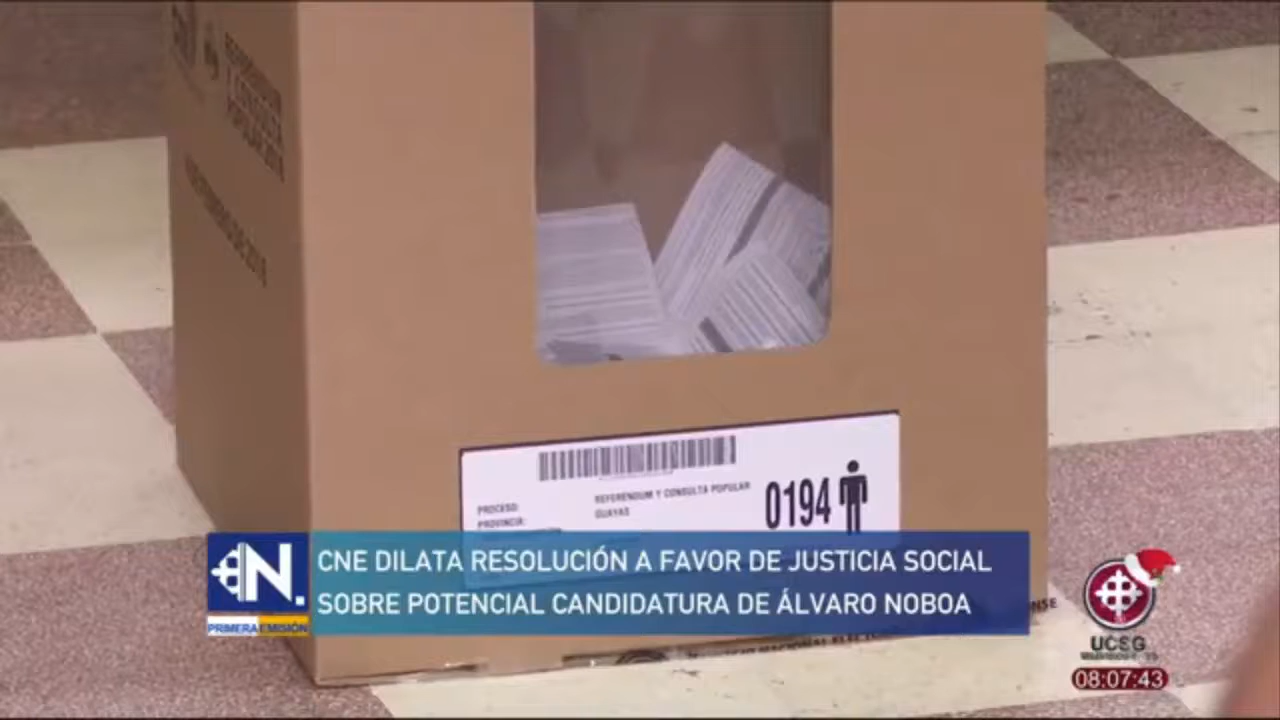 REFERENDUM Y CONSULTA POPULAR
PROCESO:
GUAYAS
PROVINCIA:
0194
N.
PRIMERA EMISIÓN
CNE DILATA RESOLUCIÓN A FAVOR DE JUSTICIA SOCIAL
SOBRE POTENCIAL CANDIDATURA DE ÁLVARO NOBOA
UCSG
08:07:43